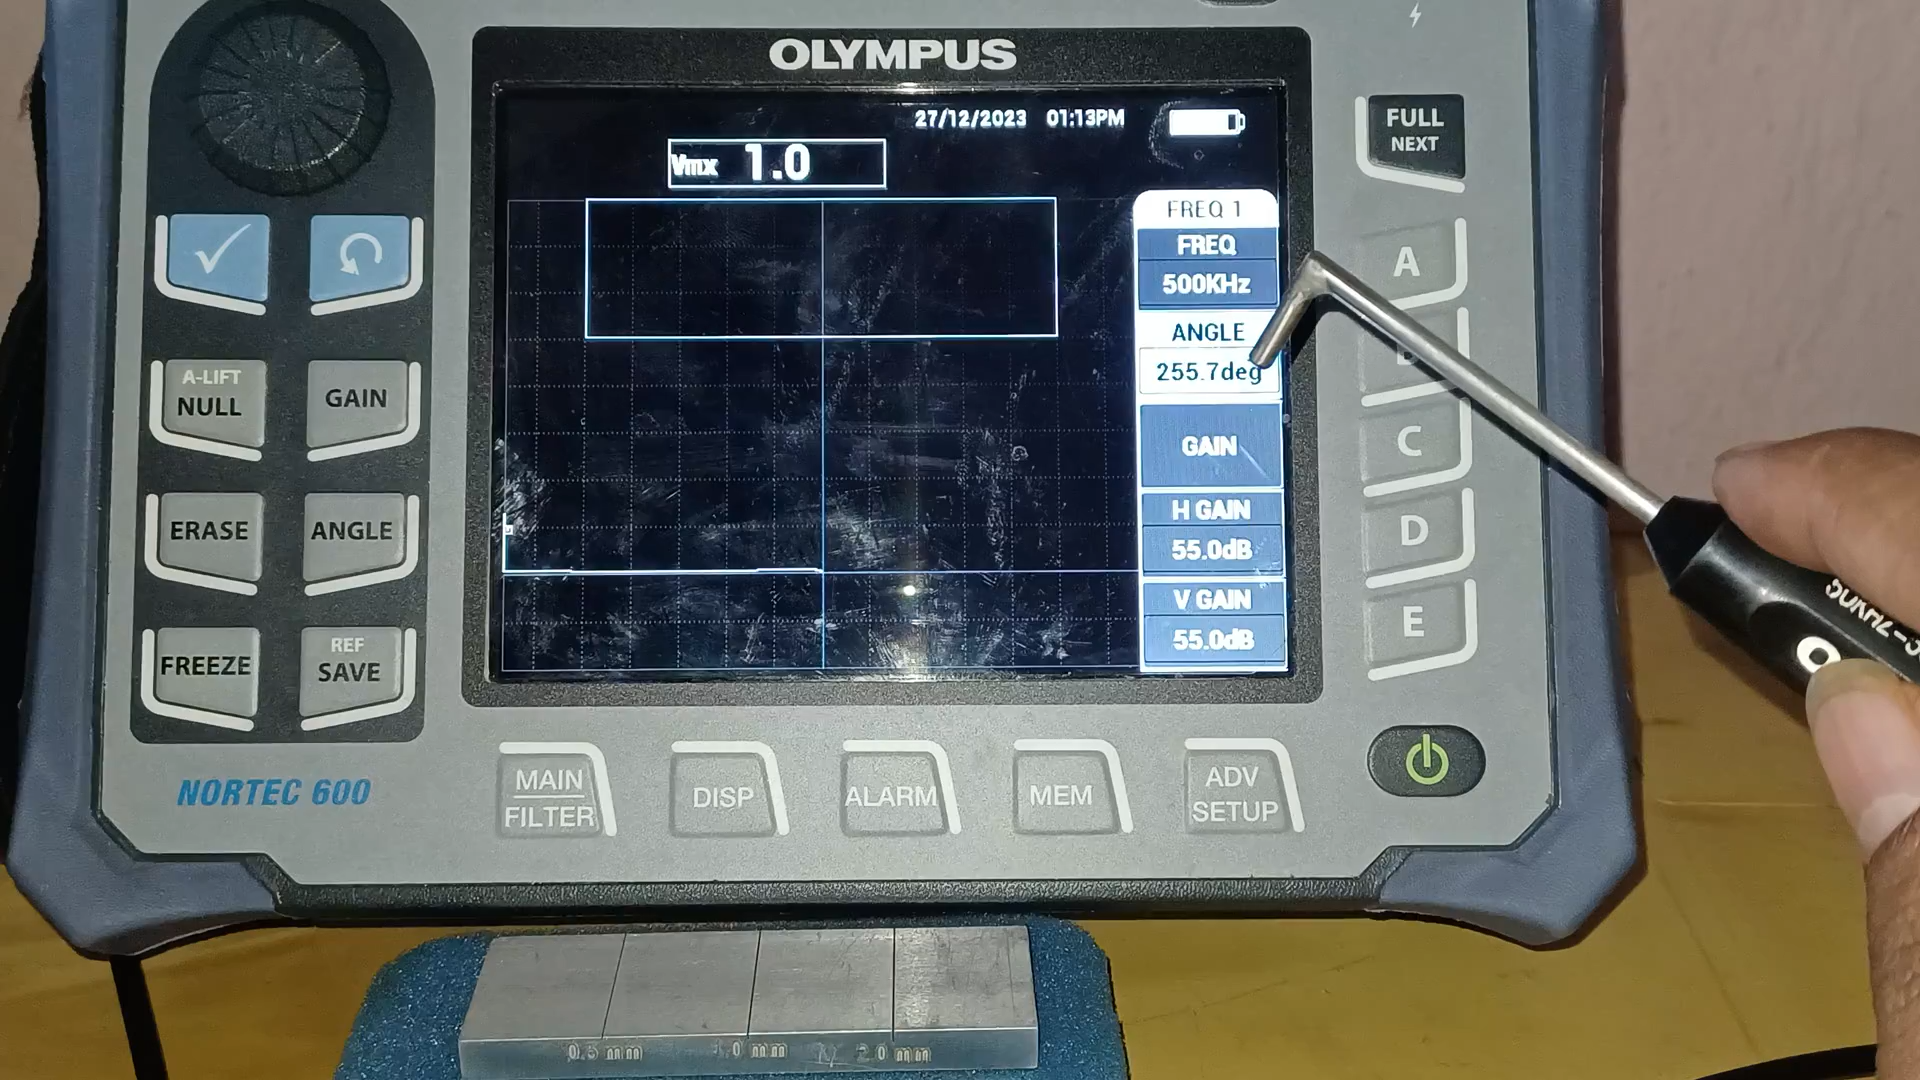 OLYMPUS
27/12/2023 01:13PM
Vmx 1.0
FREQ 1
FREQ
500KHz
ANGLE
255.7deg
GAIN
H GAIN
55.0dB
V GAIN
55.0dB
FULL
NEXT
A
C
D
E
A-LIFT
NULL
GAIN
ERASE
ANGLE
FREEZE
REF
SAVE
NORTEC 600
MAIN
FILTER
DISP
ALARM
MEM
ADV
SETUP
50KHZ-
0.5 mm 1.0 mm 2.0 mm